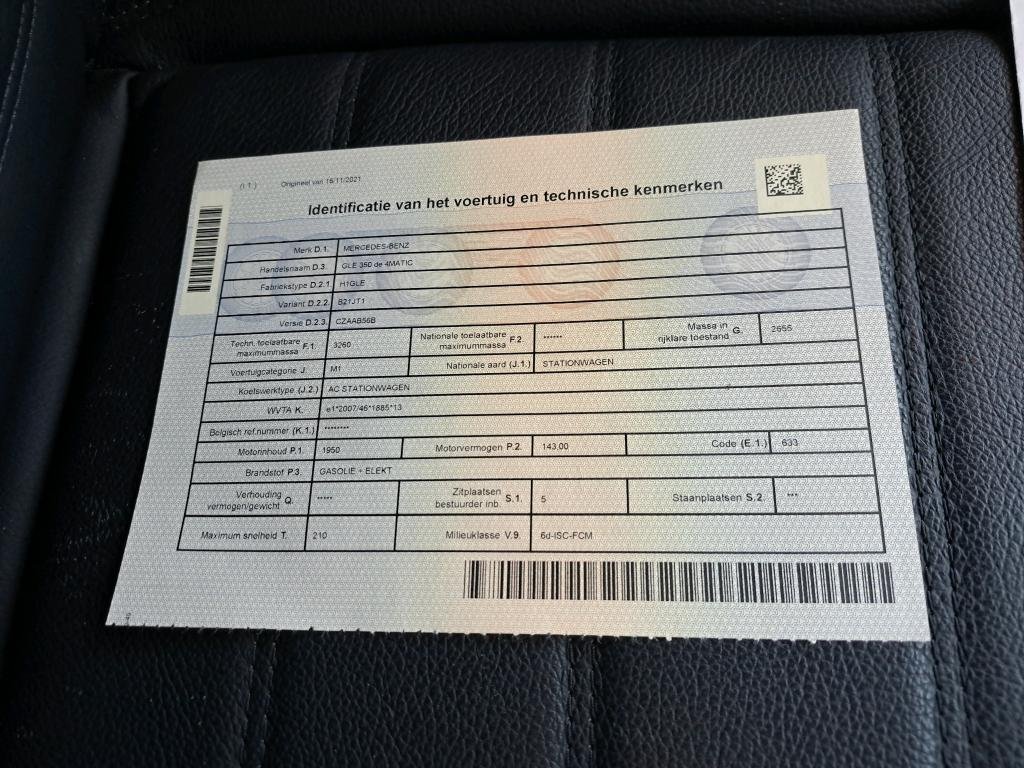 (I.1.) Origineel van 16/11/2021
Identificatie van het voertuig en technische kenmerken
Merk D.1. MERCEDES-BENZ
Handelsnaam D.3. GLE 350 de 4MATIC
Fabriekstype D.2.1. H1GLE
Variant D.2.2. B21JT1
Versie D.2.3. CZAAB56B
Techn. toelaatbare maximummassa F.1. 3260 Nationale toelaatbare maximummassa F.2. ****** Massa in rijklare toestand G. 2655
Voertuigcategorie J. M1 Nationale aard (J.1.) STATIONWAGEN
Koetswerktype (J.2.) AC STATIONWAGEN
WVTA K. e1*2007/46*1885*13
Belgisch ref.nummer (K.1.) ********
Motorinhoud P.1. 1950 Motorvermogen P.2. 143.00 Code (E.1.) 633
Brandstof P.3. GASOLIE + ELEKT
Verhouding vermogen/gewicht Q. ***** Zitplaatsen bestuurder inb. S.1. 5 Staanplaatsen S.2. ***
Maximum snelheid T. 210 Milieuklasse V.9. 6d-ISC-FCM